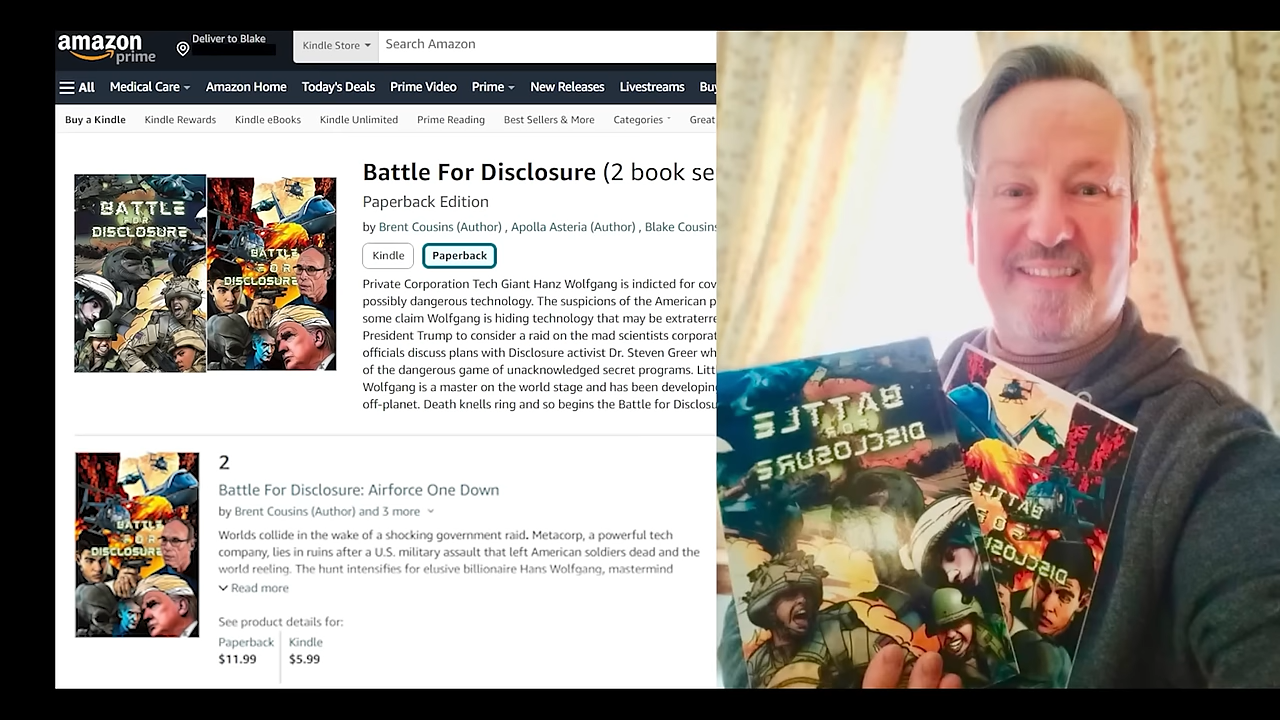 amazon
prime
Deliver to Blake
Kindle Store
Search Amazon
All Medical Care Amazon Home Today's Deals Prime Video Prime New Releases Livestreams Buy
Buy a Kindle Kindle Rewards Kindle eBooks Kindle Unlimited Prime Reading Best Sellers & More Categories Great
BATTLE
FOR
DISCLOSURE
BATTLE
FOR
DISCLOSURE
Battle For Disclosure (2 book se
Paperback Edition
by Brent Cousins (Author) , Apolla Asteria (Author) , Blake Cousins
Kindle Paperback
Private Corporation Tech Giant Hanz Wolfgang is indicted for cov
possibly dangerous technology. The suspicions of the American p
some claim Wolfgang is hiding technology that may be extraterre
President Trump to consider a raid on the mad scientists corporat
officials discuss plans with Disclosure activist Dr. Steven Greer wh
of the dangerous game of unacknowledged secret programs. Litt
Wolfgang is a master on the world stage and has been developin
off-planet. Death knells ring and so begins the Battle for Disclosu
BATTLE
FOR
DISCLOSURE
2
Battle For Disclosure: Airforce One Down
by Brent Cousins (Author) and 3 more
Worlds collide in the wake of a shocking government raid. Metacorp, a powerful tech
company, lies in ruins after a U.S. military assault that left American soldiers dead and the
world reeling. The hunt intensifies for elusive billionaire Hans Wolfgang, mastermind
Read more
See product details for:
Paperback Kindle
$11.99 $5.99
BATTLE
FOR
DISCLOSURE
BATTLE
FOR
DISCLOSURE